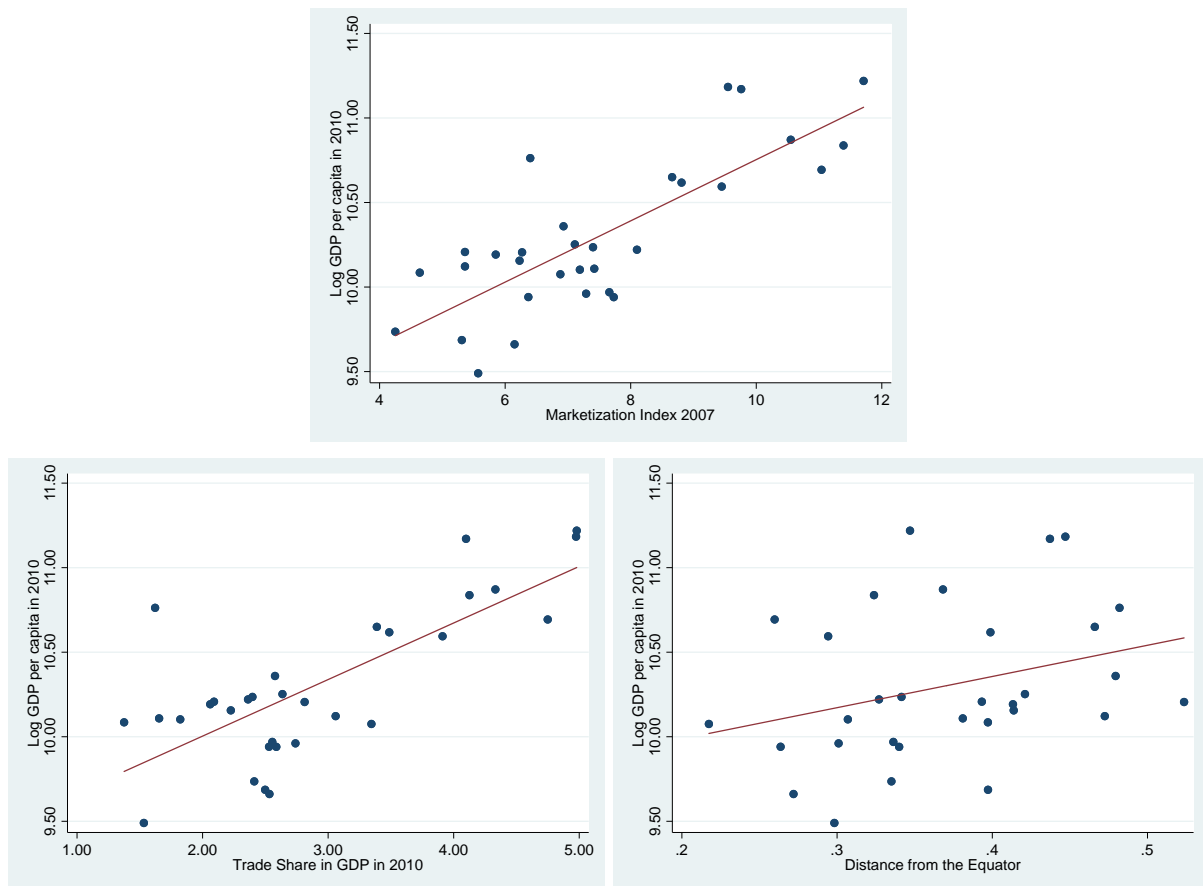 11.50
11.00
10.50
10.00
9.50
Log GDP per capita in 2010
4 6 8 10 12
Marketization Index 2007
11.50
11.00
10.50
10.00
9.50
Log GDP per capita in 2010
1.00 2.00 3.00 4.00 5.00
Trade Share in GDP in 2010
11.50
11.00
10.50
10.00
9.50
Log GDP per capita in 2010
.2 .3 .4 .5
Distance from the Equator